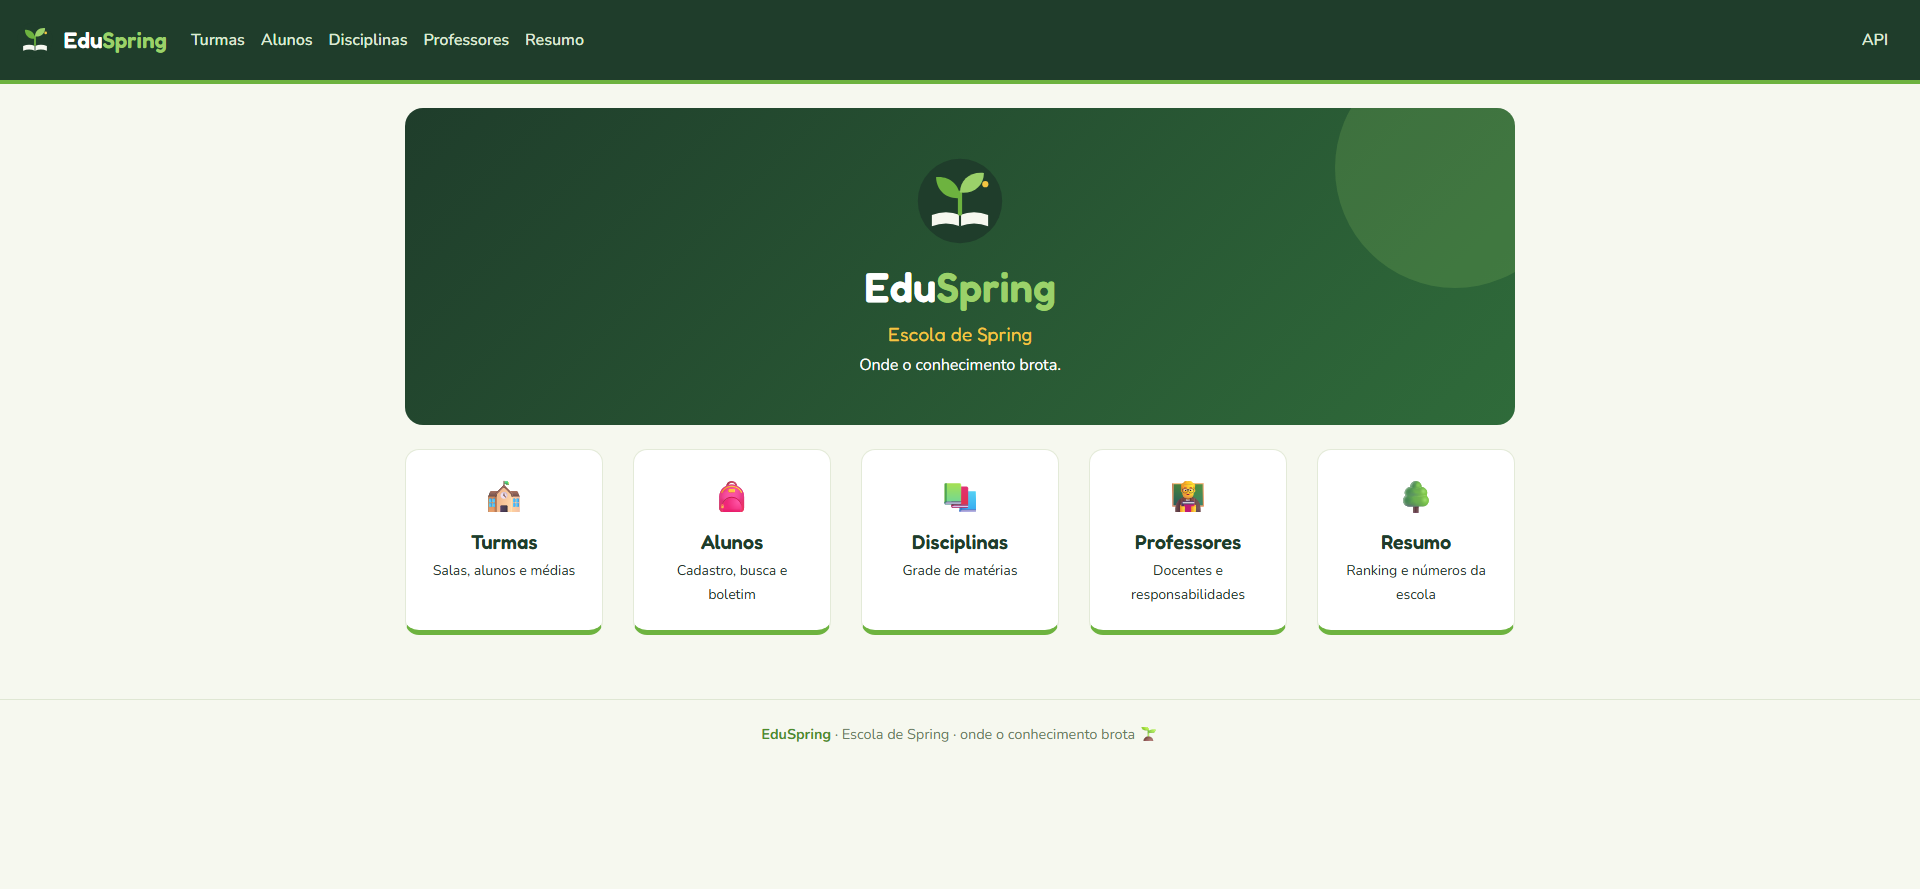 EduSpring Turmas Alunos Disciplinas Professores Resumo API
EduSpring
Escola de Spring
Onde o conhecimento brota.
Turmas
Salas, alunos e médias
Alunos
Cadastro, busca e
boletim
Disciplinas
Grade de matérias
Professores
Docentes e
responsabilidades
Resumo
Ranking e números da
escola
EduSpring · Escola de Spring · onde o conhecimento brota 🌱